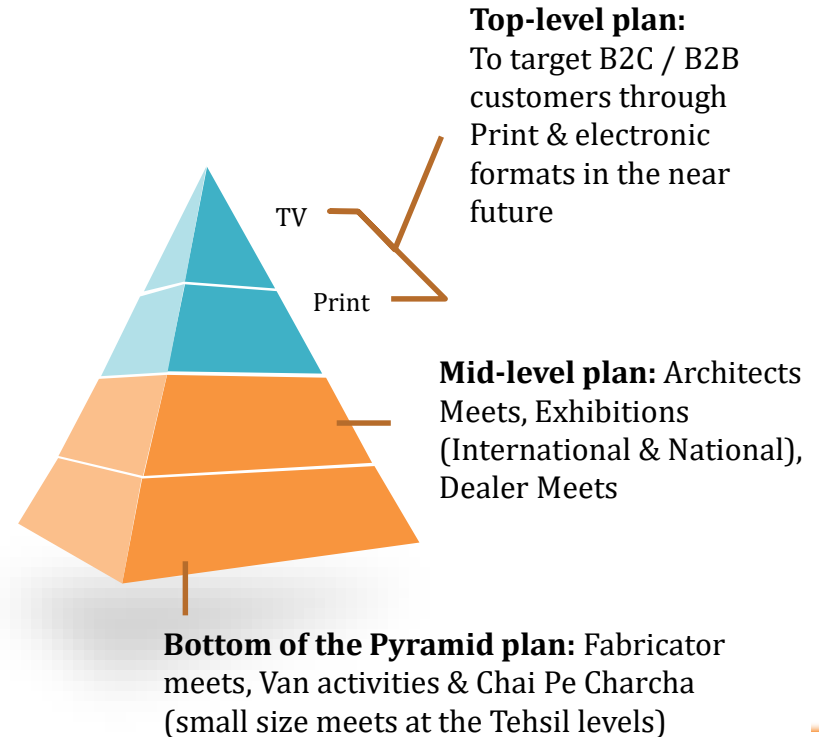 Top-level plan:
To target B2C / B2B
customers through
Print & electronic
formats in the near
future
TV
Print
Mid-level plan: Architects
Meets, Exhibitions
(International & National),
Dealer Meets
Bottom of the Pyramid plan: Fabricator
meets, Van activities & Chai Pe Charcha
(small size meets at the Tehsil levels)